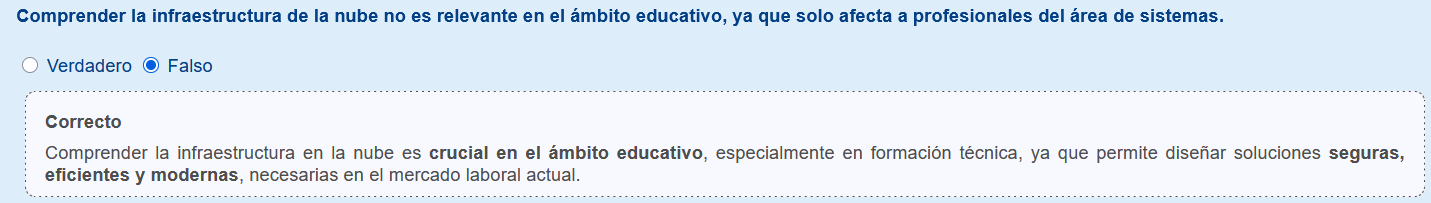 Comprender la infraestructura de la nube no es relevante en el ámbito educativo, ya que solo afecta a profesionales del área de sistemas.
Verdadero Falso
Correcto
Comprender la infraestructura en la nube es crucial en el ámbito educativo, especialmente en formación técnica, ya que permite diseñar soluciones seguras,
eficientes y modernas, necesarias en el mercado laboral actual.